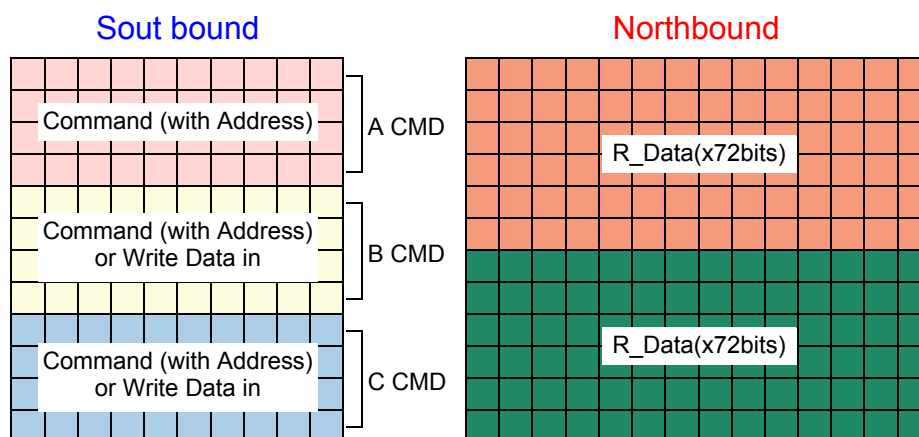 Sout bound
Northbound
Command (with Address)
A CMD
Command (with Address)
or Write Data in
B CMD
Command (with Address)
or Write Data in
C CMD
R_Data(x72bits)
R_Data(x72bits)